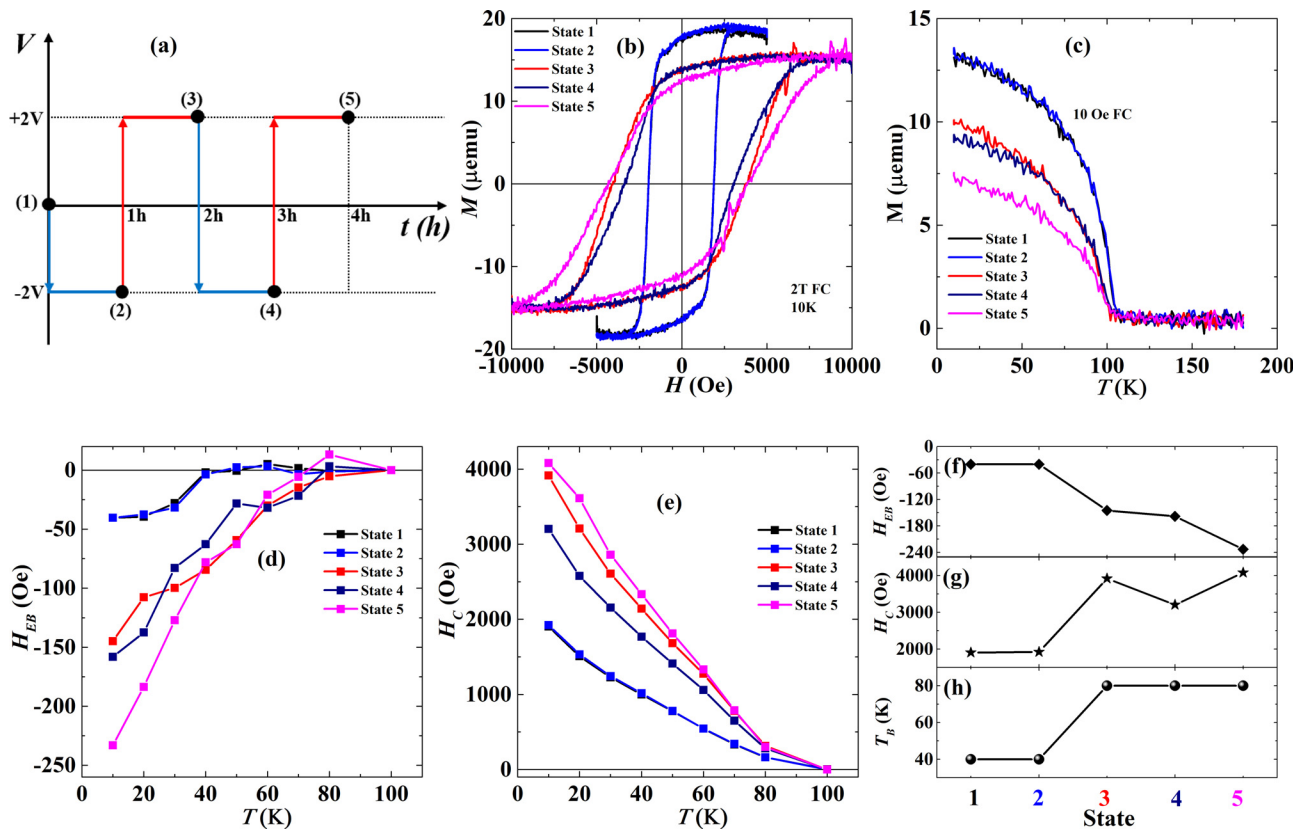 V
(a)
+2V
(3)
(5)
(1)
1h
2h
3h
4h
t (h)
-2V
(2)
(4)
20
10
0
-10
-20
M (μemu)
State 1
State 2
State 3
State 4
State 5
(b)
2T FC
10K
-10000
-5000
0
5000
10000
H (Oe)
15
10
5
0
M (μemu)
(c)
10 Oe FC
State 1
State 2
State 3
State 4
State 5
0
50
100
150
200
T (K)
0
-50
-100
-150
-200
-250
H_EB (Oe)
(d)
State 1
State 2
State 3
State 4
State 5
0
20
40
60
80
100
T (K)
4000
3000
2000
1000
0
H_C (Oe)
(e)
State 1
State 2
State 3
State 4
State 5
0
20
40
60
80
100
T (K)
0
-60
-120
-180
-240
H_EB (Oe)
(f)
4000
3000
2000
H_C (Oe)
(g)
80
60
40
T_B (K)
(h)
1
2
3
4
5
State